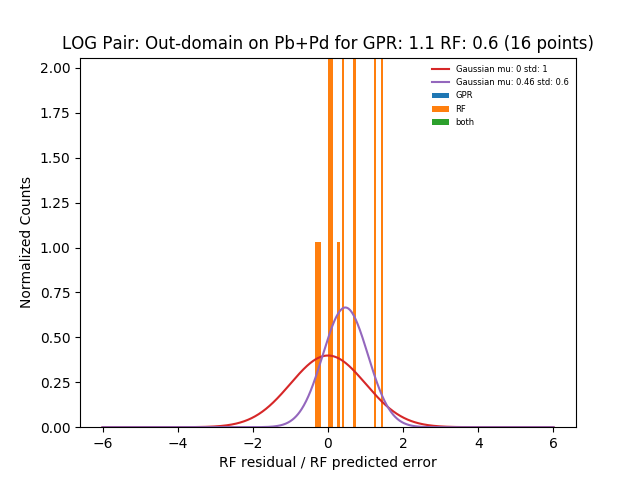 LOG Pair: Out-domain on Pb+Pd for GPR: 1.1 RF: 0.6 (16 points)
2.00
1.75
1.50
1.25
1.00
0.75
0.50
0.25
0.00
Normalized Counts
Gaussian mu: 0 std: 1
Gaussian mu: 0.46 std: 0.6
GPR
RF
both
−6 −4 −2 0 2 4 6
RF residual / RF predicted error